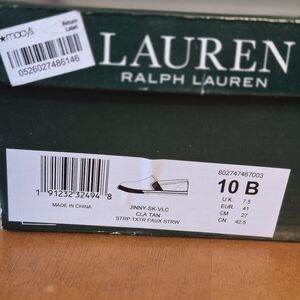 ★macy's
Return Label
0526027486146
LAUREN
RALPH LAUREN
1 91232 32494 8
MADE IN CHINA
JINNY-SK-VLC
CLA TAN
STRP TXTR FAUX STRW
802747467003
10 B
U.K. 7.5
EUR. 41
CM 27
CN 42.5